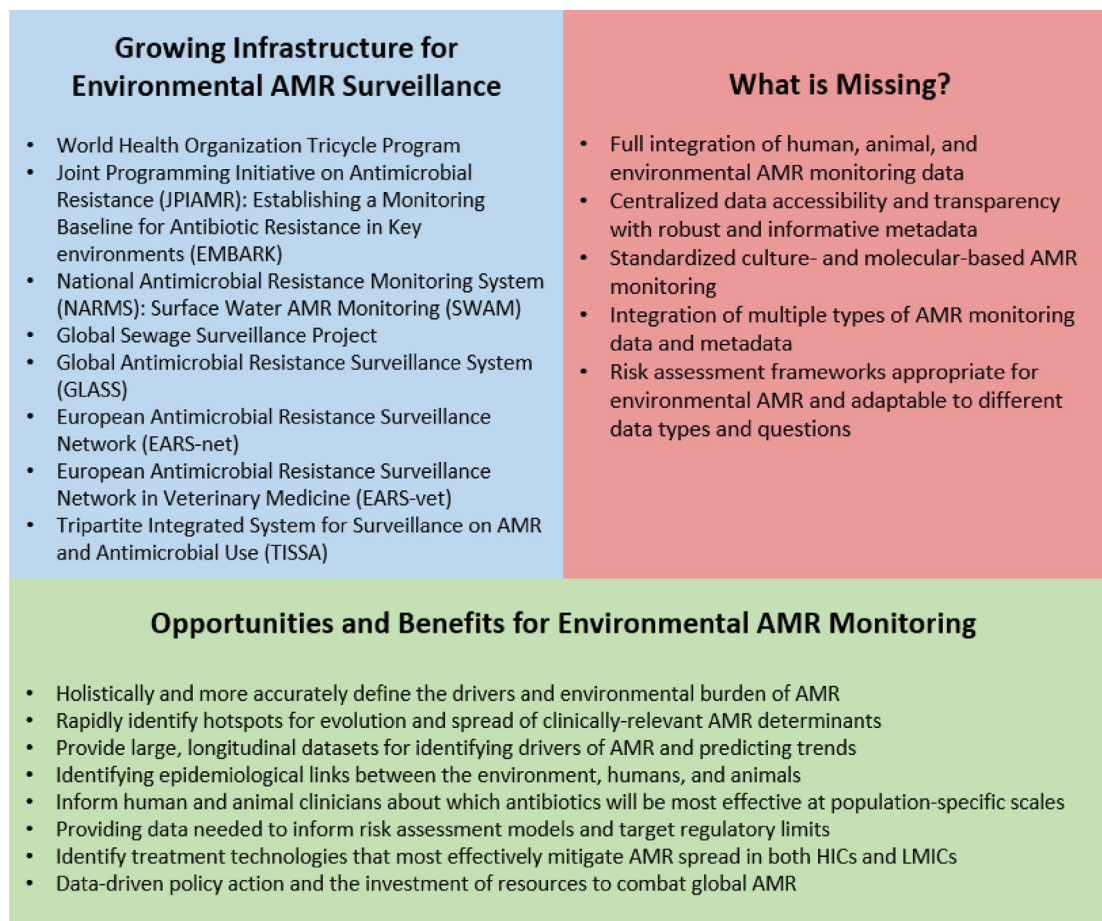 Growing Infrastructure for
Environmental AMR Surveillance
• World Health Organization Tricycle Program
• Joint Programming Initiative on Antimicrobial
Resistance (JPIAMR): Establishing a Monitoring
Baseline for Antibiotic Resistance in Key
environments (EMBARK)
• National Antimicrobial Resistance Monitoring System
(NARMS): Surface Water AMR Monitoring (SWAM)
• Global Sewage Surveillance Project
• Global Antimicrobial Resistance Surveillance System
(GLASS)
• European Antimicrobial Resistance Surveillance
Network (EARS-net)
• European Antimicrobial Resistance Surveillance
Network in Veterinary Medicine (EARS-vet)
• Tripartite Integrated System for Surveillance on AMR
and Antimicrobial Use (TISSA)
What is Missing?
• Full integration of human, animal, and
environmental AMR monitoring data
• Centralized data accessibility and transparency
with robust and informative metadata
• Standardized culture- and molecular-based AMR
monitoring
• Integration of multiple types of AMR monitoring
data and metadata
• Risk assessment frameworks appropriate for
environmental AMR and adaptable to different
data types and questions
Opportunities and Benefits for Environmental AMR Monitoring
• Holistically and more accurately define the drivers and environmental burden of AMR
• Rapidly identify hotspots for evolution and spread of clinically-relevant AMR determinants
• Provide large, longitudinal datasets for identifying drivers of AMR and predicting trends
• Identifying epidemiological links between the environment, humans, and animals
• Inform human and animal clinicians about which antibiotics will be most effective at population-specific scales
• Providing data needed to inform risk assessment models and target regulatory limits
• Identify treatment technologies that most effectively mitigate AMR spread in both HICs and LMICs
• Data-driven policy action and the investment of resources to combat global AMR